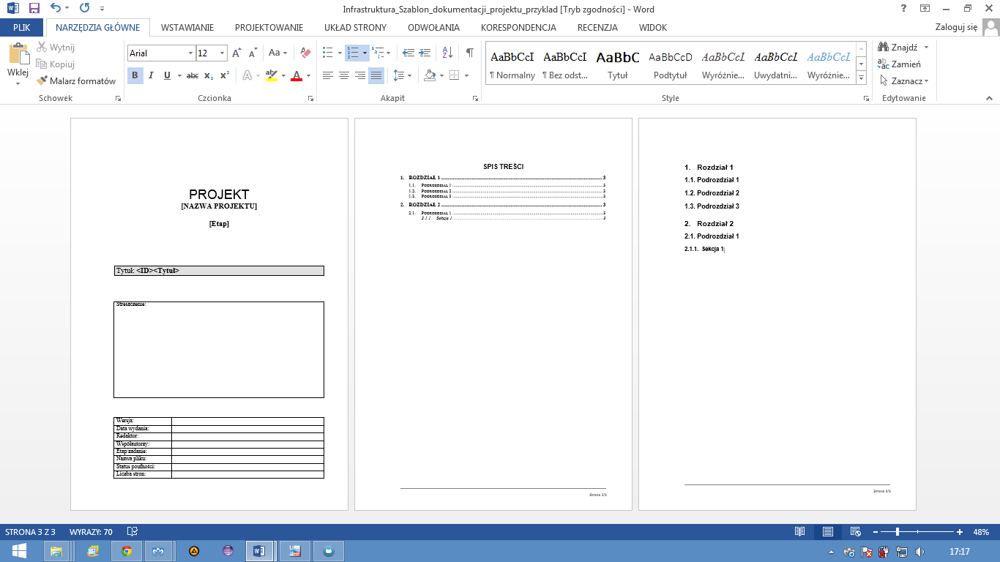 Infrastruktura_Szablon_dokumentacji_projektu_przyklad [Tryb zgodności] - Word
PLIK NARZĘDZIA GŁÓWNE WSTAWIANIE PROJEKTOWANIE UKŁAD STRONY ODWOŁANIA KORESPONDENCJA RECENZJA WIDOK Zaloguj się
Wklej
Wytnij
Kopiuj
Malarz formatów
Schowek
Arial 12
Czcionka
Akapit
AaBbCcI AaBbCcI AaBbC AaBbCcD AaBbCcL AaBbCcL AaBbCcL
¶ Normalny ¶ Bez odst... Tytuł Podtytuł Wyróżnie... Uwydatni... Wyróżnie...
Style
Znajdź
Zamień
Zaznacz
Edytowanie
PROJEKT
[NAZWA PROJEKTU]
[Etap]
Tytuł: <ID><Tytuł>
Streszczenie:
Wersja:
Data wydania:
Redaktor:
Współautorzy:
Etap/zadanie:
Nazwa pliku:
Status poufności:
Liczba stron:
SPIS TREŚCI
1. ROZDZIAŁ 1 3
1.1. PODROZDZIAŁ 1 3
1.2. PODROZDZIAŁ 2 3
1.3. PODROZDZIAŁ 3 3
2. ROZDZIAŁ 2 3
2.1. PODROZDZIAŁ 1 3
2.1.1. Sekcja 1 3
Strona 2/3
1. Rozdział 1
1.1. Podrozdział 1
1.2. Podrozdział 2
1.3. Podrozdział 3
2. Rozdział 2
2.1. Podrozdział 1
2.1.1. Sekcja 1
Strona 3/3
STRONA 3 Z 3 WYRAZY: 70 48%
17:17